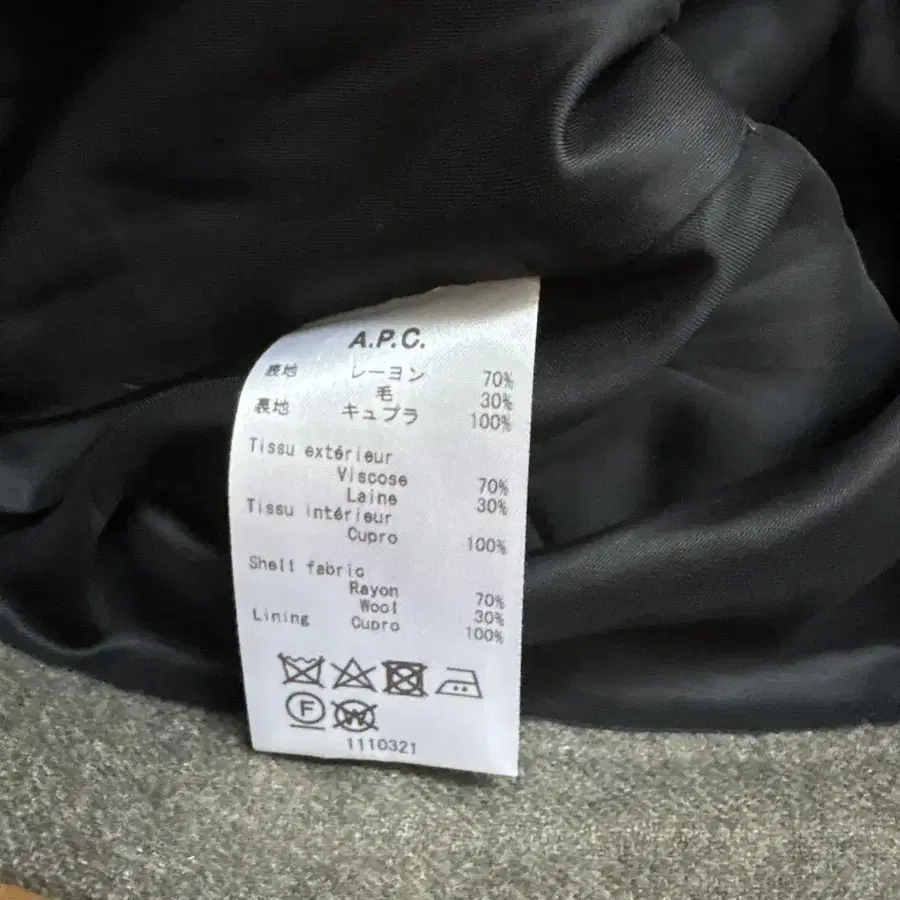 A.P.C.
表地 レーヨン 70%
毛 30%
裏地 キュプラ 100%
Tissu extérieur
Viscose 70%
Laine 30%
Tissu intérieur
Cupro 100%
Shell fabric
Rayon 70%
Wool 30%
Lining Cupro 100%
F W
1110321